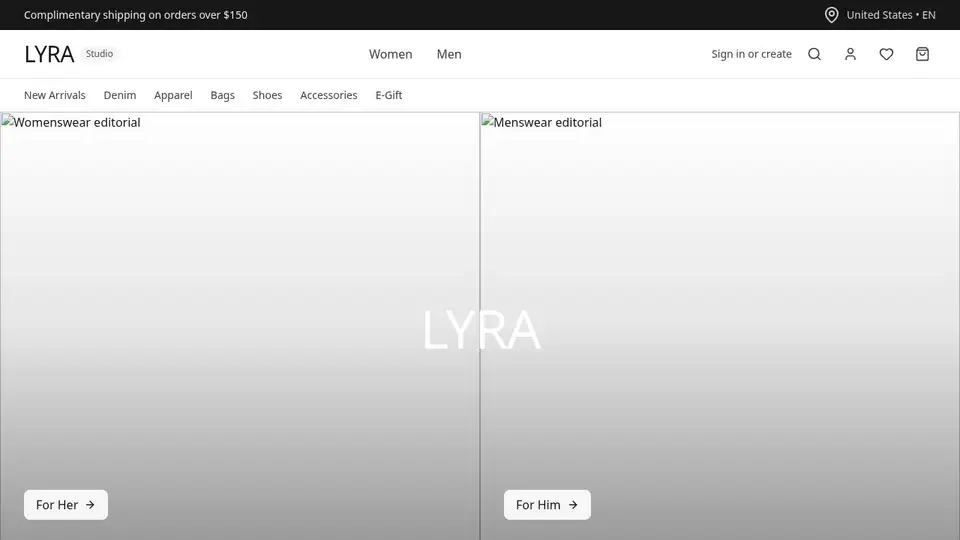 Complimentary shipping on orders over $150
United States • EN
LYRA Studio
Women Men
Sign in or create
New Arrivals Denim Apparel Bags Shoes Accessories E-Gift
Womenswear editorial
Menswear editorial
LYRA
For Her →
For Him →